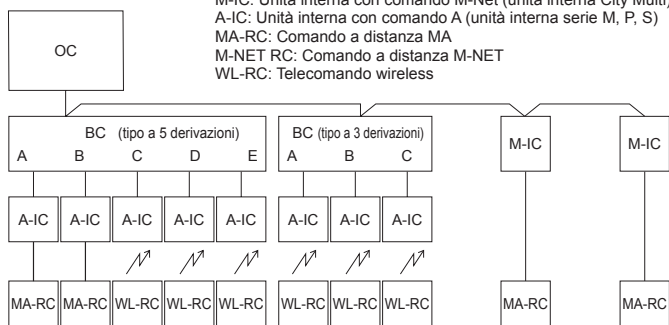 M-IC: Unità interna con comando M-Net (unità interna City Multi)
A-IC: Unità interna con comando A (unità interna serie M, P, S)
MA-RC: Comando a distanza MA
M-NET RC: Comando a distanza M-NET
WL-RC: Telecomando wireless
OC
BC (tipo a 5 derivazioni)
BC (tipo a 3 derivazioni)
M-IC M-IC
A B C D E A B C
A-IC A-IC A-IC A-IC A-IC A-IC A-IC A-IC
MA-RC MA-RC WL-RC WL-RC WL-RC WL-RC WL-RC WL-RC MA-RC MA-RC